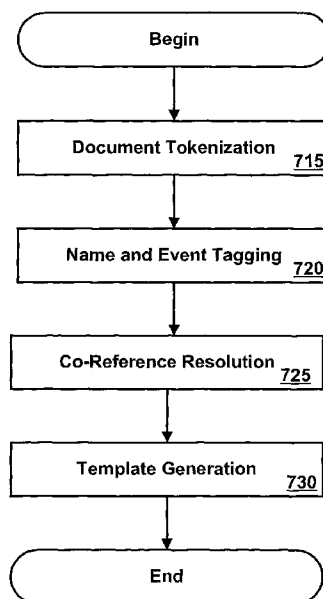 Begin
Document Tokenization
715
Name and Event Tagging
720
Co-Reference Resolution
725
Template Generation
730
End